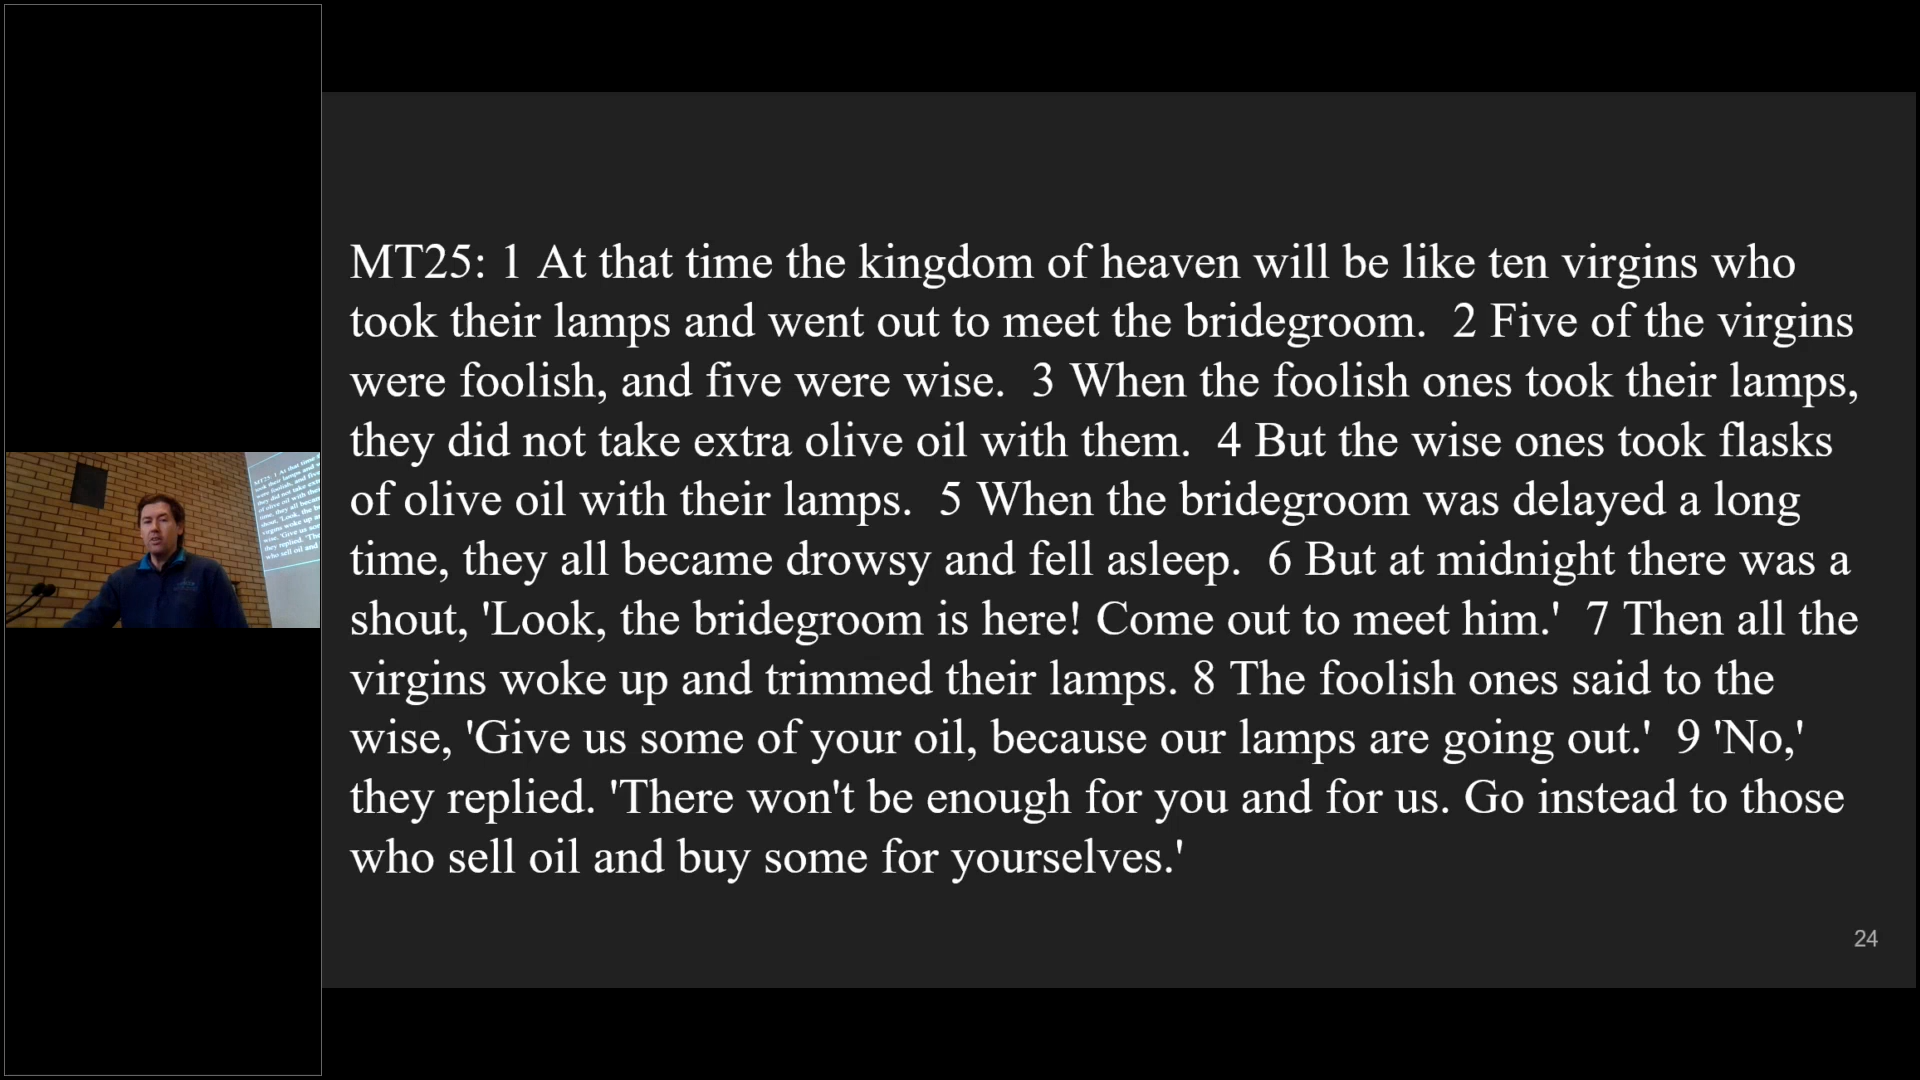 MT25: 1 At that time the kingdom of heaven will be like ten virgins who
took their lamps and went out to meet the bridegroom.  2 Five of the virgins
were foolish, and five were wise.  3 When the foolish ones took their lamps,
they did not take extra olive oil with them.  4 But the wise ones took flasks
of olive oil with their lamps.  5 When the bridegroom was delayed a long
time, they all became drowsy and fell asleep.  6 But at midnight there was a
shout, 'Look, the bridegroom is here! Come out to meet him.'  7 Then all the
virgins woke up and trimmed their lamps. 8 The foolish ones said to the
wise, 'Give us some of your oil, because our lamps are going out.'  9 'No,'
they replied. 'There won't be enough for you and for us. Go instead to those
who sell oil and buy some for yourselves.'
24